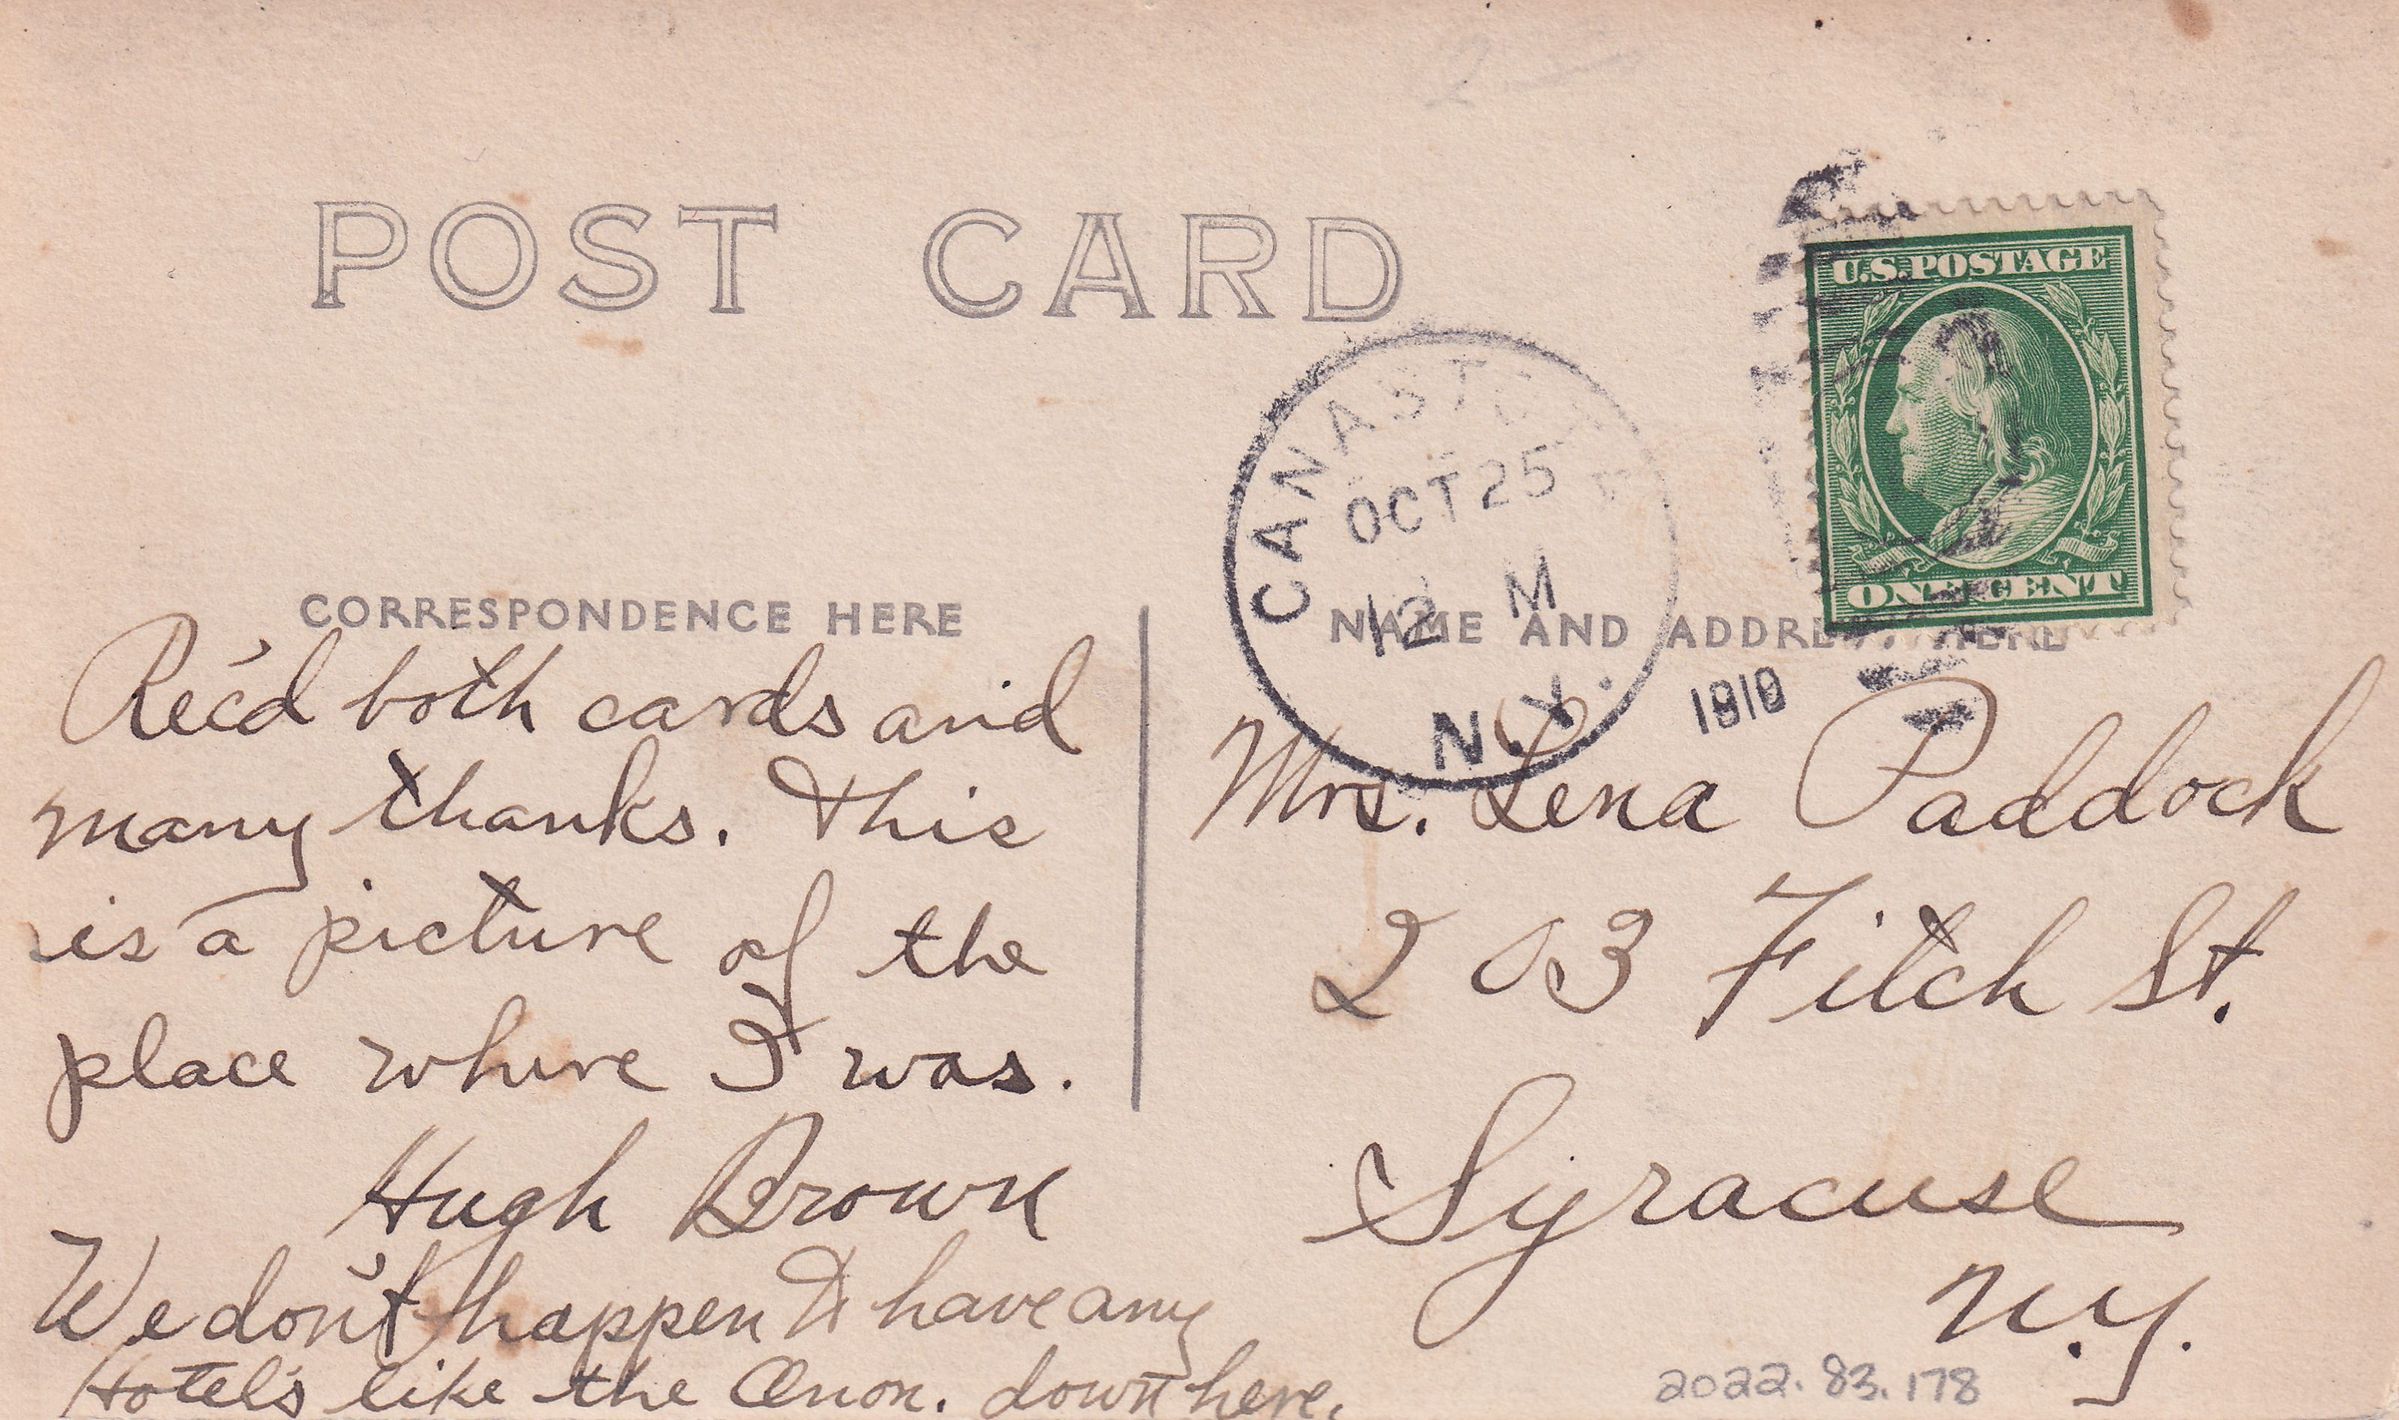 POST CARD
U.S. POSTAGE
ONE CENT
CANASTOTA
OCT 25
12 M
N.Y.
1910
CORRESPONDENCE HERE
NAME AND ADDRESS HERE
Rec'd both cards and
many thanks. This
is a picture of the
place where I was.
Hugh Brown
We don't happen to have any
Hotels like the Onon. down here.
Mrs. Lena Paddock
203 Fitch St.
Syracuse
N.Y.
2022.83.178